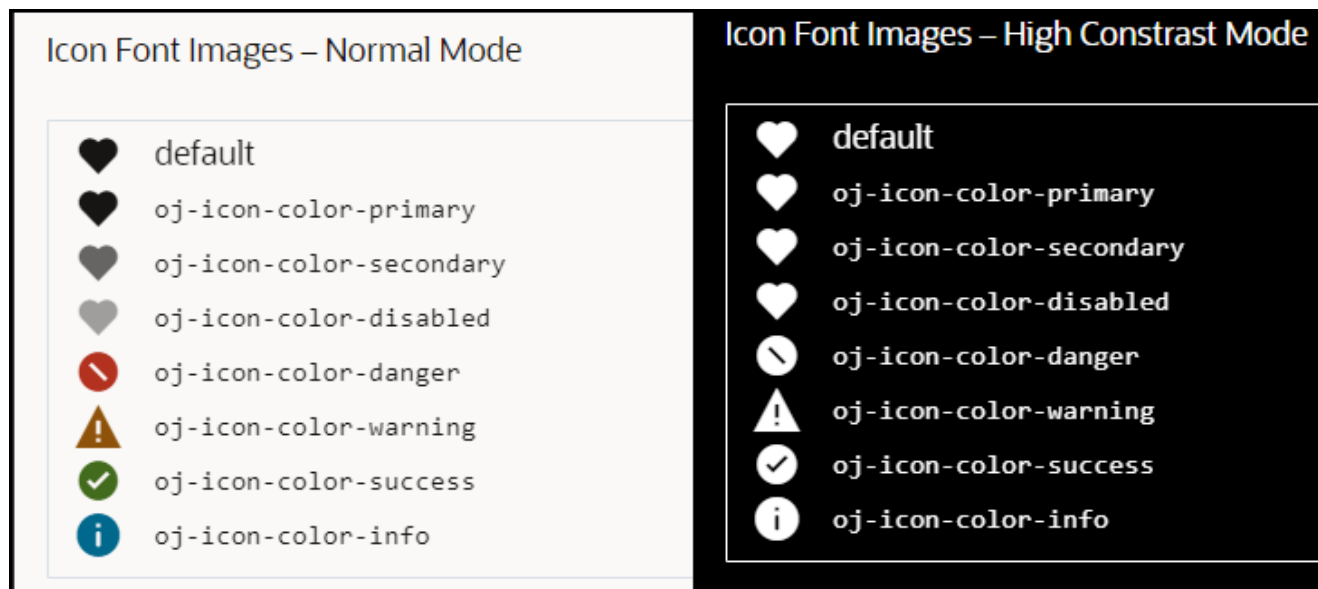 Icon Font Images – Normal Mode
default
oj-icon-color-primary
oj-icon-color-secondary
oj-icon-color-disabled
oj-icon-color-danger
oj-icon-color-warning
oj-icon-color-success
oj-icon-color-info
Icon Font Images – High Constrast Mode
default
oj-icon-color-primary
oj-icon-color-secondary
oj-icon-color-disabled
oj-icon-color-danger
oj-icon-color-warning
oj-icon-color-success
oj-icon-color-info